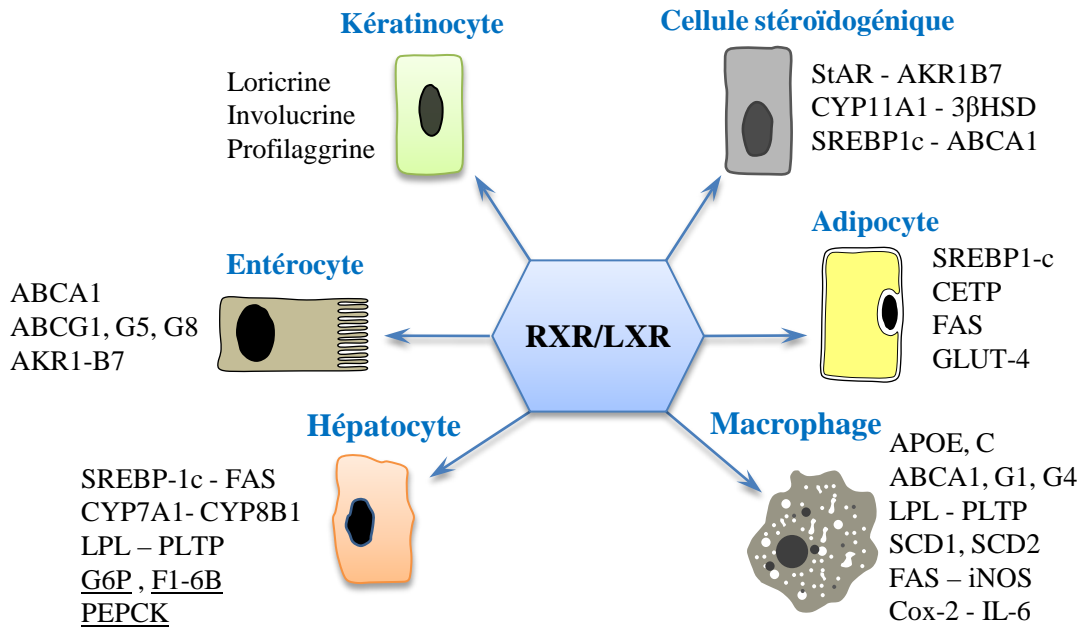 Kératinocyte
Loricrine
Involucrine
Profilaggrine
Cellule stéroïdogénique
StAR - AKR1B7
CYP11A1 - 3βHSD
SREBP1c - ABCA1
Entérocyte
ABCA1
ABCG1, G5, G8
AKR1-B7
RXR/LXR
Adipocyte
SREBP1-c
CETP
FAS
GLUT-4
Hépatocyte
SREBP-1c - FAS
CYP7A1- CYP8B1
LPL – PLTP
G6P , F1-6B
PEPCK
Macrophage
APOE, C
ABCA1, G1, G4
LPL - PLTP
SCD1, SCD2
FAS – iNOS
Cox-2 - IL-6